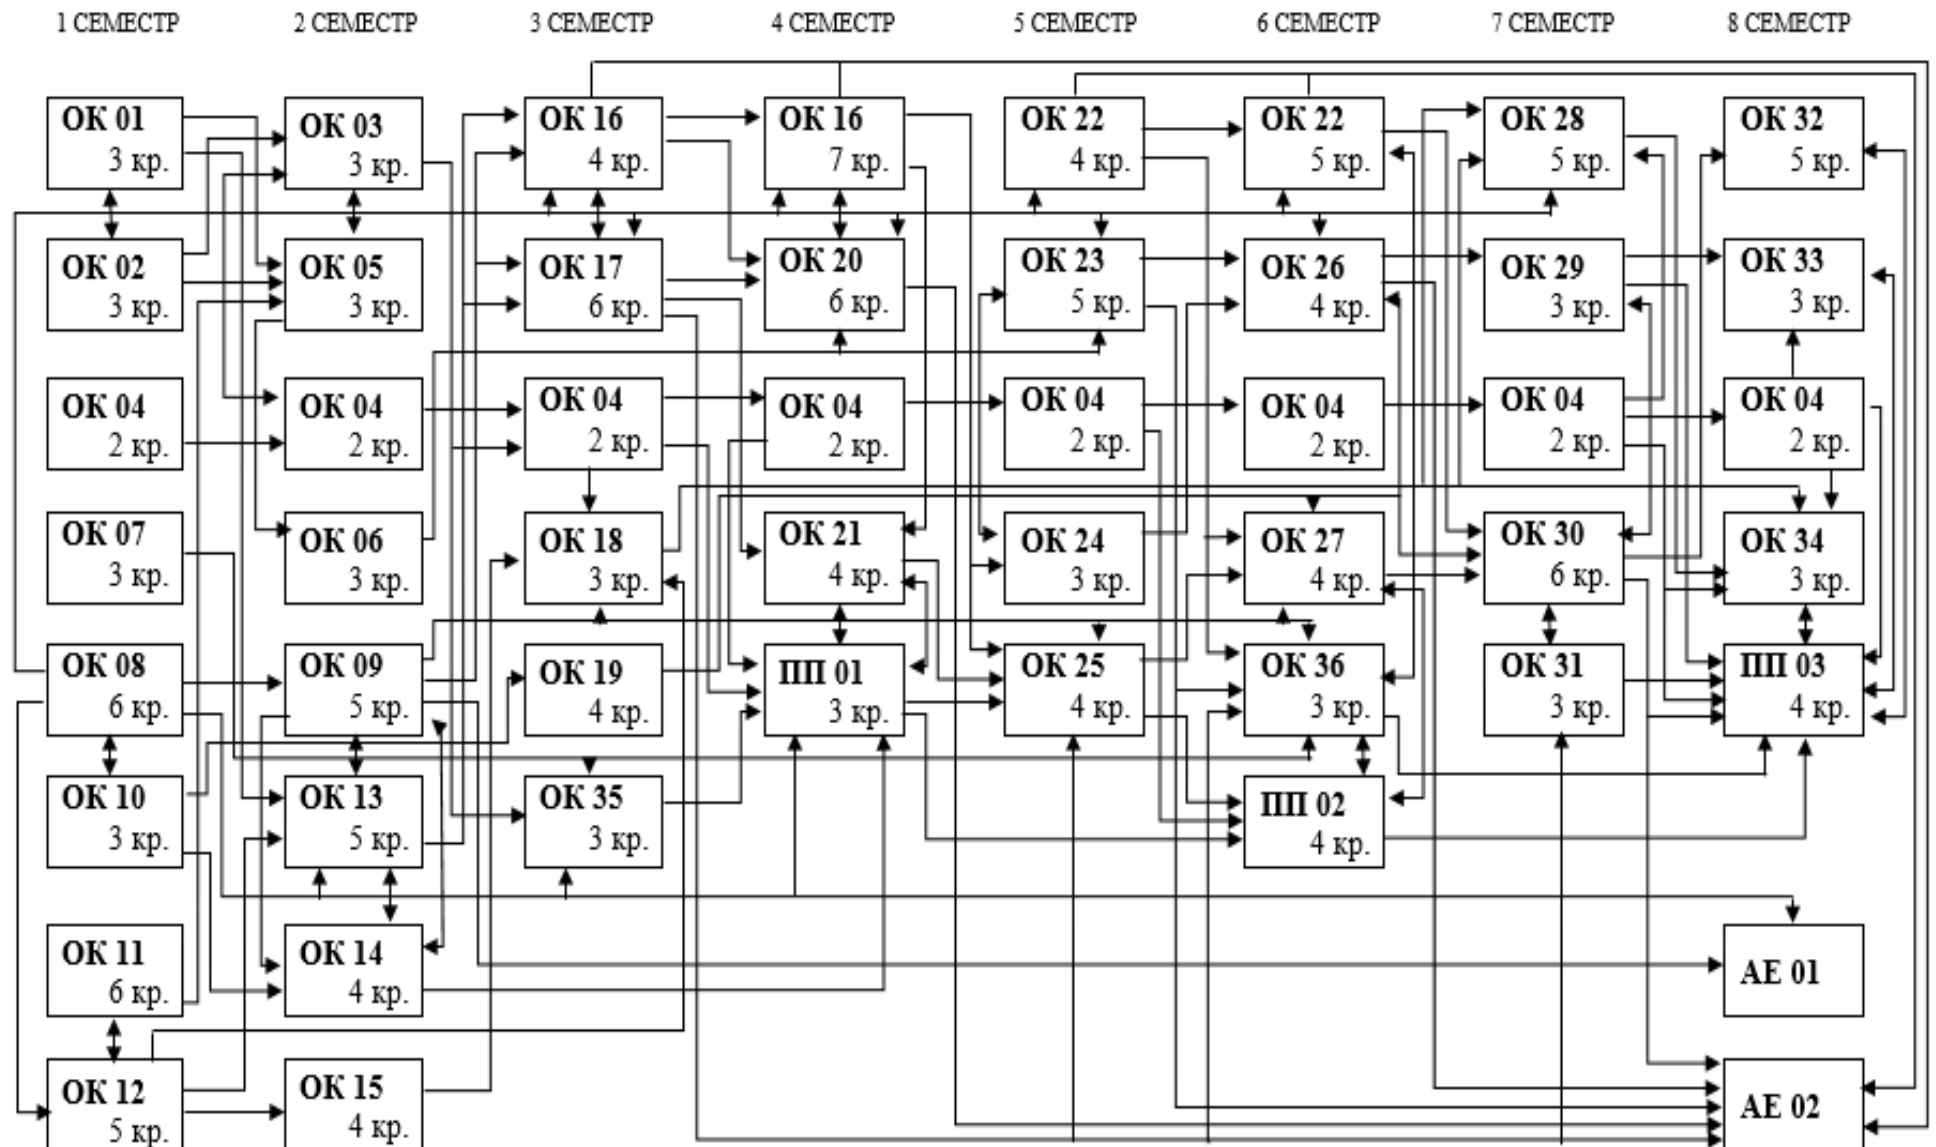 1 СЕМЕСТР 2 СЕМЕСТР 3 СЕМЕСТР 4 СЕМЕСТР 5 СЕМЕСТР 6 СЕМЕСТР 7 СЕМЕСТР 8 СЕМЕСТР
ОК 01 ОК 03 ОК 16 ОК 16 ОК 22 ОК 22 ОК 28 ОК 32
3 кр. 3 кр. 4 кр. 7 кр. 4 кр. 5 кр. 5 кр. 5 кр.
ОК 02 ОК 05 ОК 17 ОК 20 ОК 23 ОК 26 ОК 29 ОК 33
3 кр. 3 кр. 6 кр. 6 кр. 5 кр. 4 кр. 3 кр. 3 кр.
ОК 04 ОК 04 ОК 04 ОК 04 ОК 04 ОК 04 ОК 04 ОК 04
2 кр. 2 кр. 2 кр. 2 кр. 2 кр. 2 кр. 2 кр. 2 кр.
ОК 07 ОК 06 ОК 18 ОК 21 ОК 24 ОК 27 ОК 30 ОК 34
3 кр. 3 кр. 3 кр. 4 кр. 3 кр. 4 кр. 6 кр. 3 кр.
ОК 08 ОК 09 ОК 19 ПП 01 ОК 25 ОК 36 ОК 31 ПП 03
6 кр. 5 кр. 4 кр. 3 кр. 4 кр. 3 кр. 3 кр. 4 кр.
ОК 10 ОК 13 ОК 35 ПП 02
3 кр. 5 кр. 3 кр. 4 кр.
ОК 11 ОК 14 АЕ 01
6 кр. 4 кр.
ОК 12 ОК 15 АЕ 02
5 кр. 4 кр.